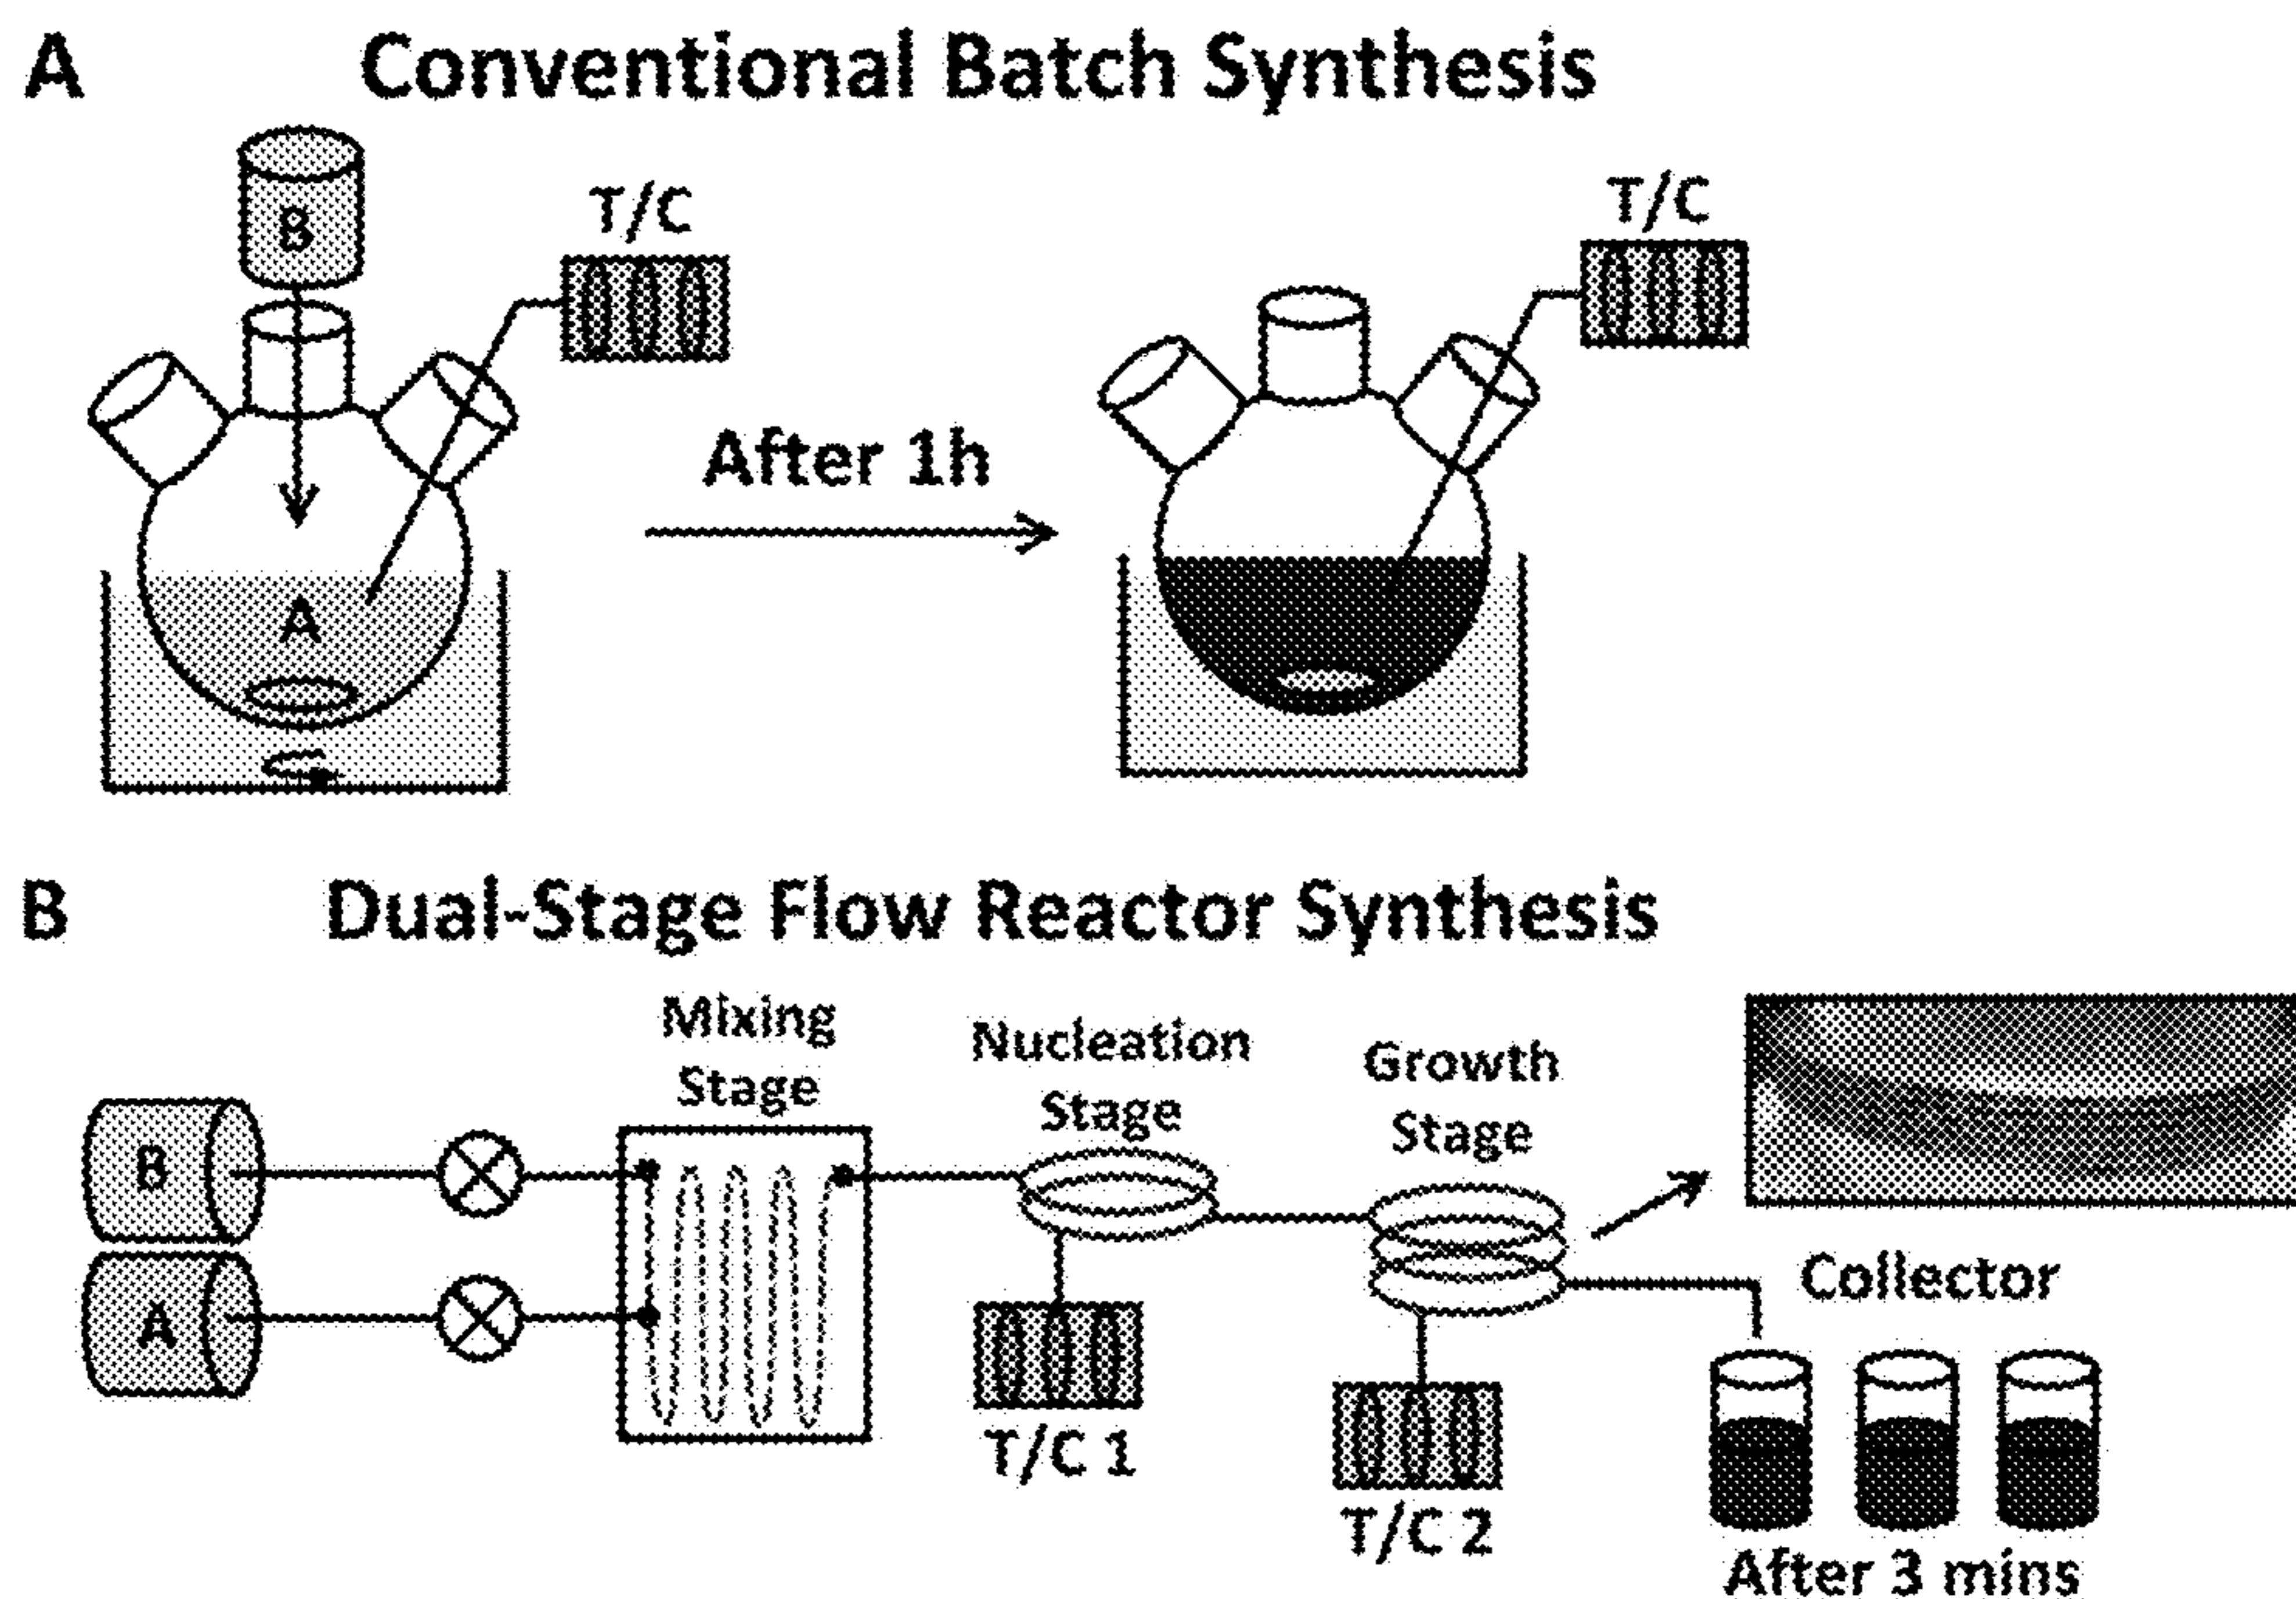 A Conventional Batch Synthesis
B
T/C
T/C
After 1h
A
B Dual-Stage Flow Reactor Synthesis
Mixing
Stage
Nucleation
Stage
Growth
Stage
B
A
Collector
T/C 1
T/C 2
After 3 mins